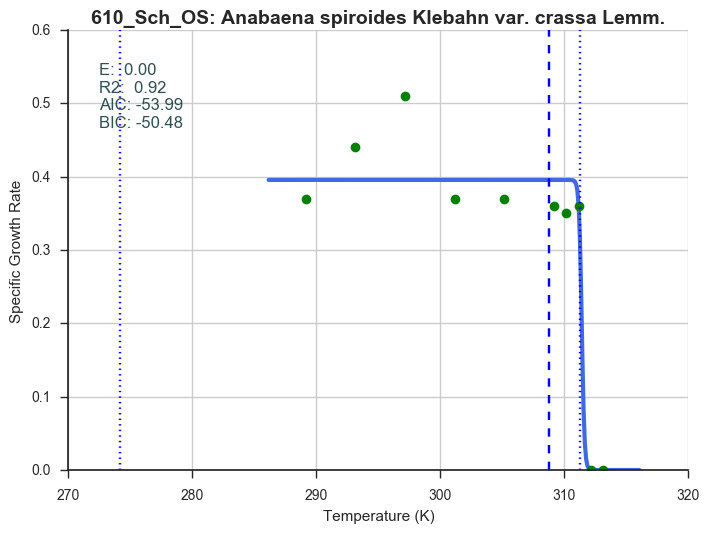 610_Sch_OS: Anabaena spiroides Klebahn var. crassa Lemm.
E:  0.00
R2:  0.92
AIC: -53.99
BIC: -50.48
0.6
0.5
0.4
0.3
0.2
0.1
0.0
Specific Growth Rate
270 280 290 300 310 320
Temperature (K)